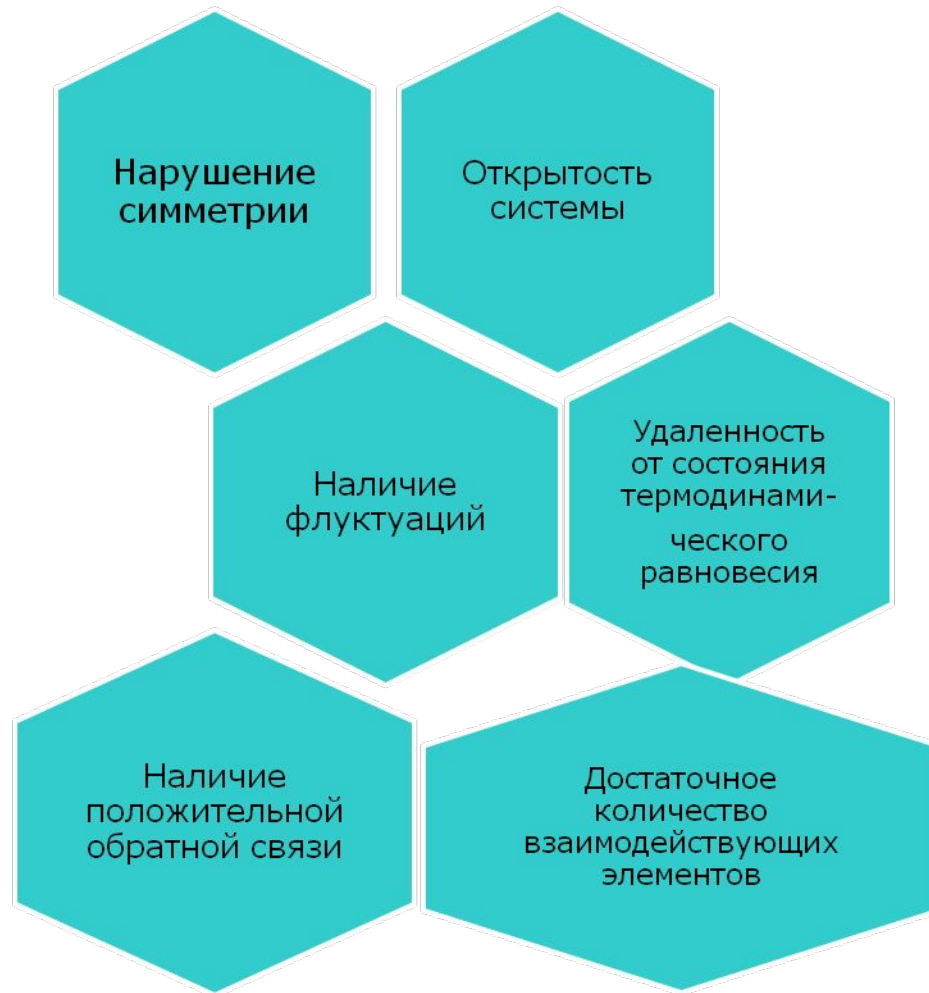 Нарушение
симметрии
Открытость
системы
Наличие
флуктуаций
Удаленность
от состояния
термодинами-
ческого
равновесия
Наличие
положительной
обратной связи
Достаточное
количество
взаимодействующих
элементов